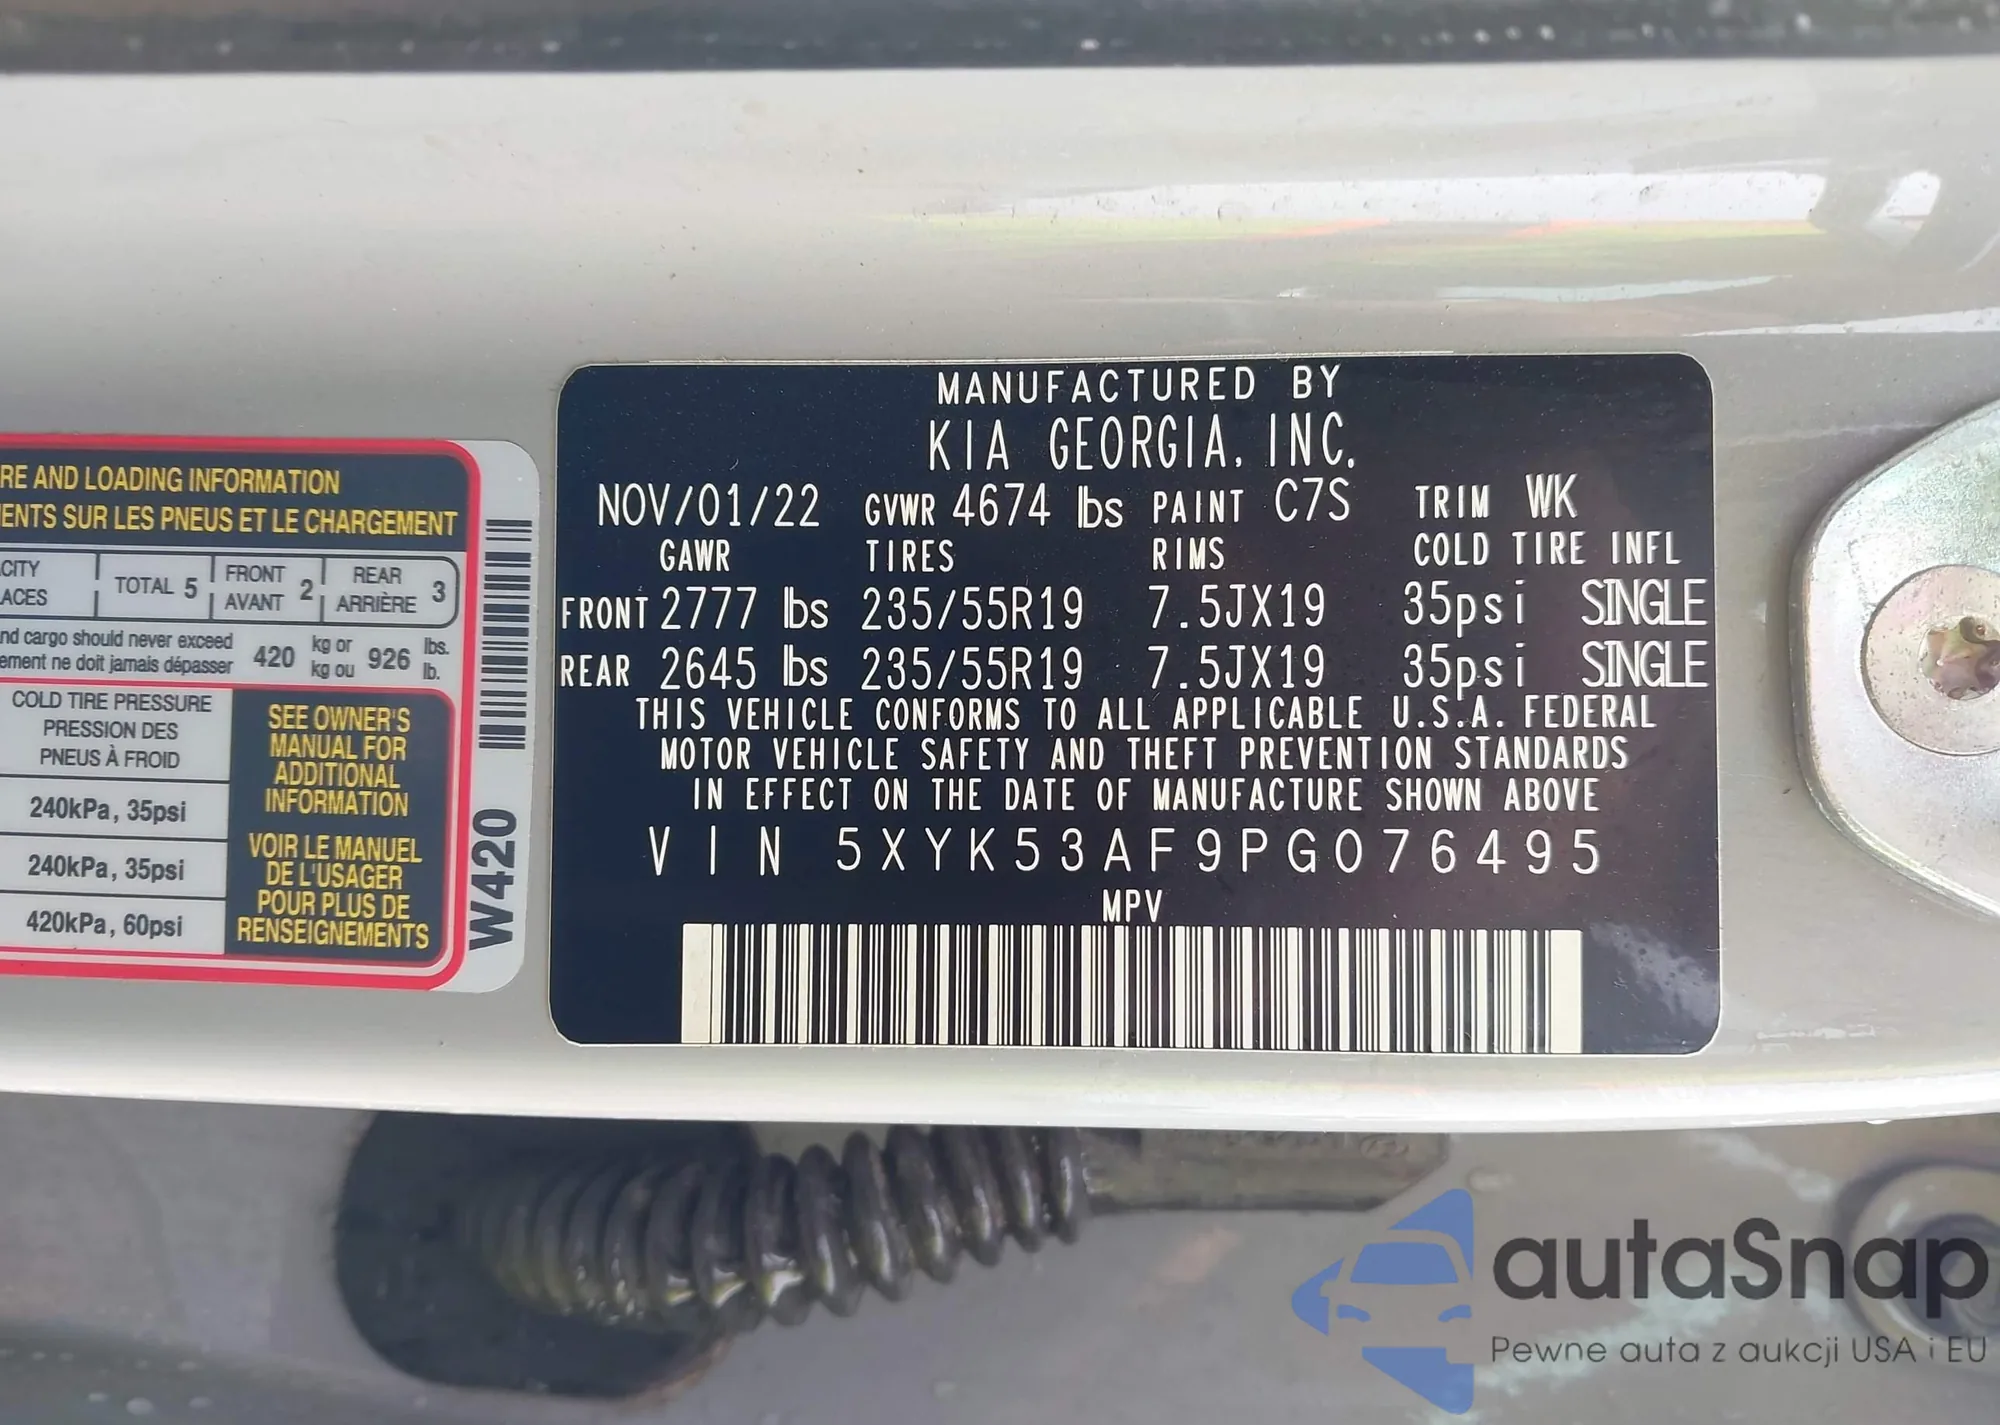 RE AND LOADING INFORMATION
ENTS SUR LES PNEUS ET LE CHARGEMENT
CITY
ACES
TOTAL 5
FRONT
AVANT 2
REAR
ARRIÈRE 3
nd cargo should never exceed
ement ne doit jamais dépasser
420 kg or
kg ou 926 lbs.
lb.
COLD TIRE PRESSURE
PRESSION DES
PNEUS À FROID
240kPa, 35psi
240kPa, 35psi
420kPa, 60psi
SEE OWNER'S
MANUAL FOR
ADDITIONAL
INFORMATION
VOIR LE MANUEL
DE L'USAGER
POUR PLUS DE
RENSEIGNEMENTS
W420
MANUFACTURED BY
KIA GEORGIA, INC.
NOV/01/22 GVWR 4674 lbs PAINT C7S TRIM WK
GAWR TIRES RIMS COLD TIRE INFL
FRONT 2777 lbs 235/55R19 7.5JX19 35psi SINGLE
REAR 2645 lbs 235/55R19 7.5JX19 35psi SINGLE
THIS VEHICLE CONFORMS TO ALL APPLICABLE U.S.A. FEDERAL
MOTOR VEHICLE SAFETY AND THEFT PREVENTION STANDARDS
IN EFFECT ON THE DATE OF MANUFACTURE SHOWN ABOVE
VIN 5XYK53AF9PG076495
MPV
autaSnap
Pewne auta z aukcji USA i EU